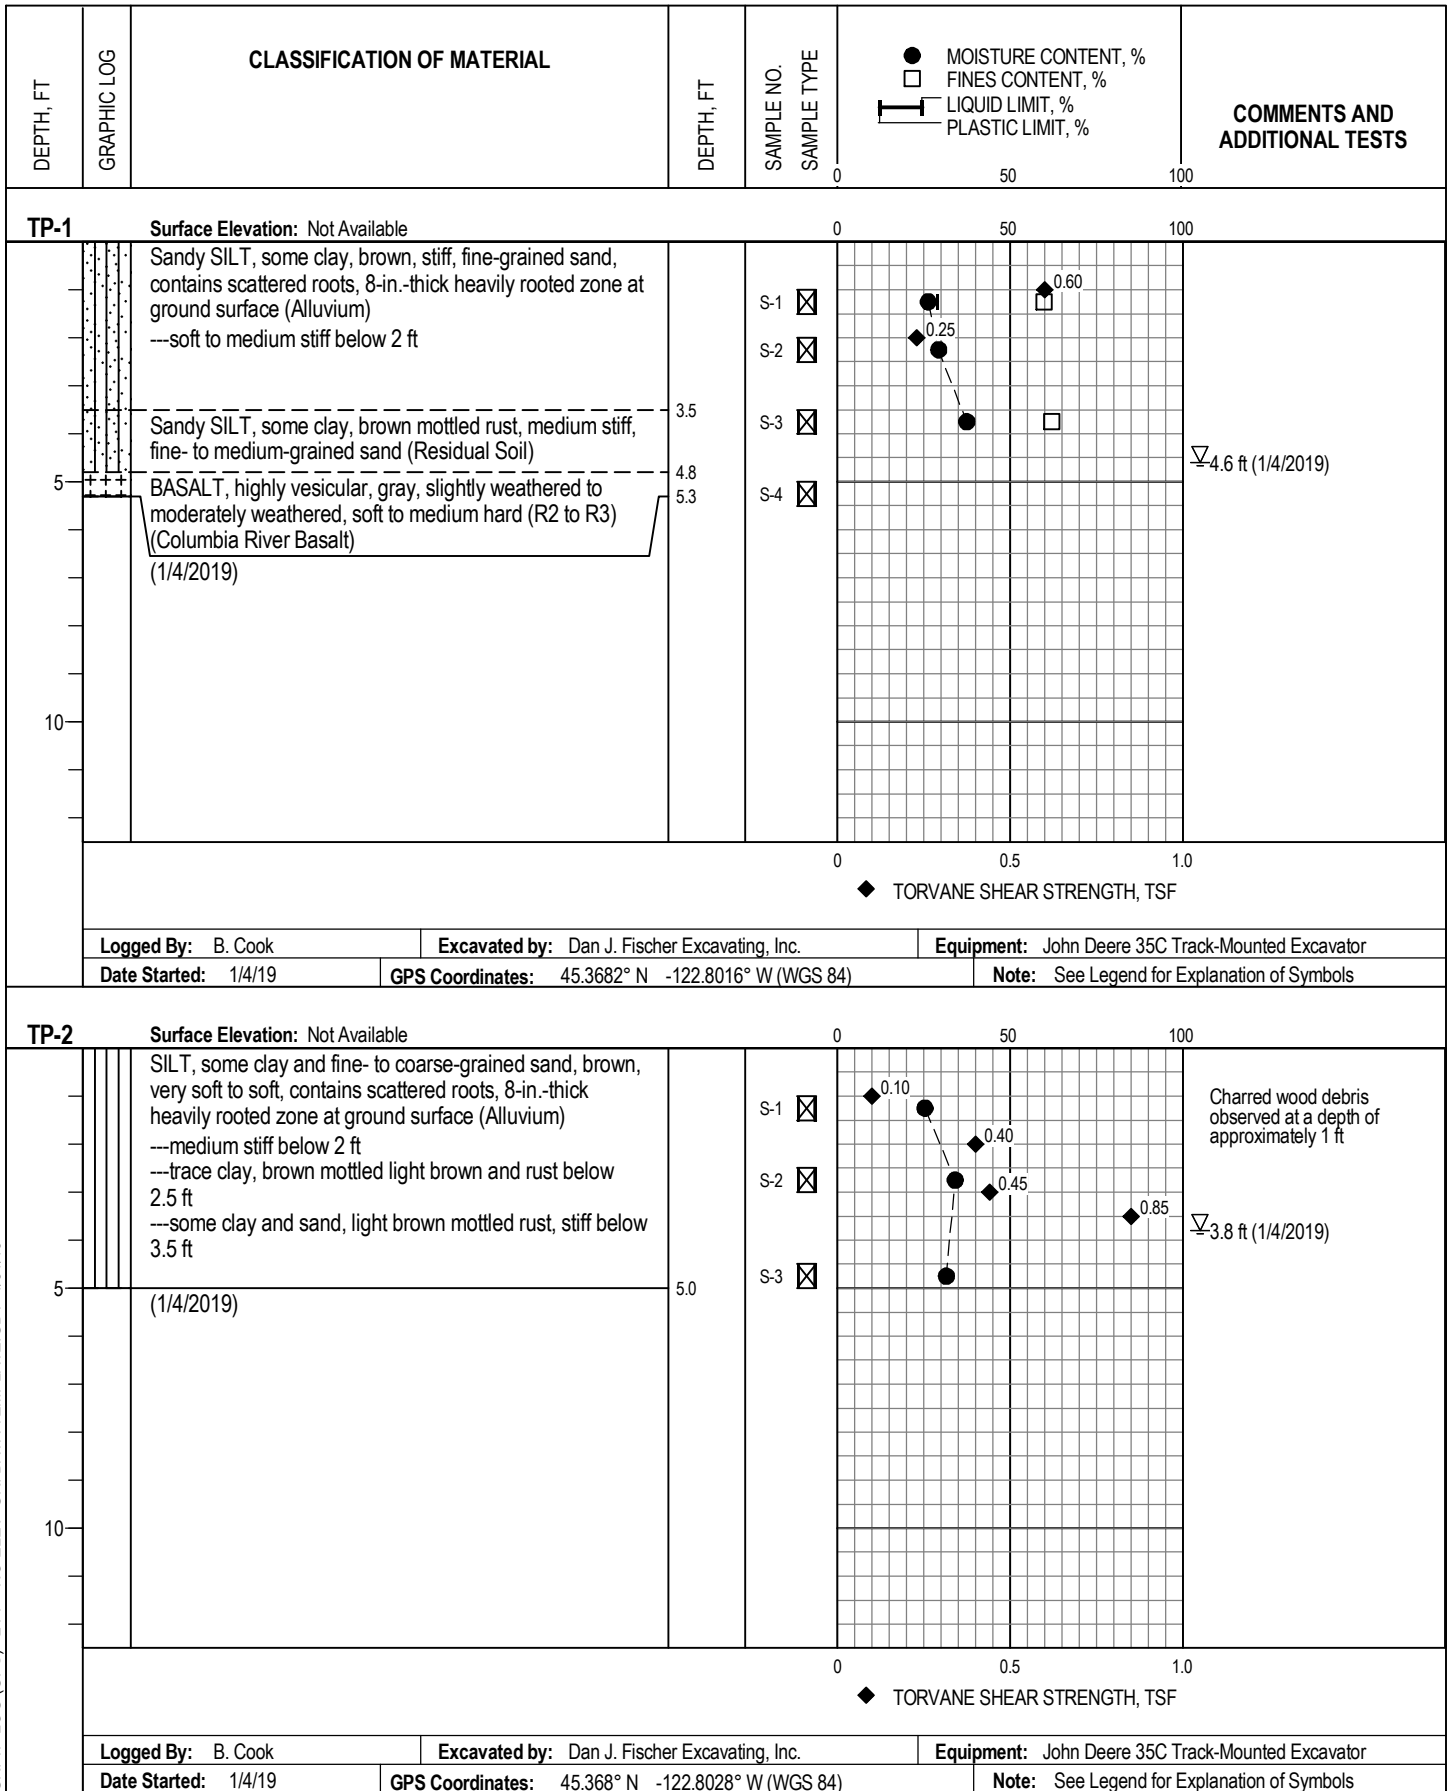 DEPTH, FT
GRAPHIC LOG
CLASSIFICATION OF MATERIAL
DEPTH, FT
SAMPLE NO.
SAMPLE TYPE
MOISTURE CONTENT, %
FINES CONTENT, %
LIQUID LIMIT, %
PLASTIC LIMIT, %
0 50 100
COMMENTS AND
ADDITIONAL TESTS
TP-1 Surface Elevation: Not Available
0 50 100
Sandy SILT, some clay, brown, stiff, fine-grained sand,
contains scattered roots, 8-in.-thick heavily rooted zone at
ground surface (Alluvium)
---soft to medium stiff below 2 ft
3.5
Sandy SILT, some clay, brown mottled rust, medium stiff,
fine- to medium-grained sand (Residual Soil)
4.8
5
BASALT, highly vesicular, gray, slightly weathered to
moderately weathered, soft to medium hard (R2 to R3)
(Columbia River Basalt)
5.3
(1/4/2019)
10
S-1
S-2
S-3
S-4
0.60
0.25
4.6 ft (1/4/2019)
0 0.5 1.0
TORVANE SHEAR STRENGTH, TSF
Logged By: B. Cook Excavated by: Dan J. Fischer Excavating, Inc. Equipment: John Deere 35C Track-Mounted Excavator
Date Started: 1/4/19 GPS Coordinates: 45.3682° N -122.8016° W (WGS 84) Note: See Legend for Explanation of Symbols
TP-2 Surface Elevation: Not Available
0 50 100
SILT, some clay and fine- to coarse-grained sand, brown,
very soft to soft, contains scattered roots, 8-in.-thick
heavily rooted zone at ground surface (Alluvium)
---medium stiff below 2 ft
---trace clay, brown mottled light brown and rust below
2.5 ft
---some clay and sand, light brown mottled rust, stiff below
3.5 ft
5
5.0
(1/4/2019)
10
S-1
S-2
S-3
0.10
0.40
0.45
0.85
Charred wood debris
observed at a depth of
approximately 1 ft
3.8 ft (1/4/2019)
0 0.5 1.0
TORVANE SHEAR STRENGTH, TSF
Logged By: B. Cook Excavated by: Dan J. Fischer Excavating, Inc. Equipment: John Deere 35C Track-Mounted Excavator
Date Started: 1/4/19 GPS Coordinates: 45.368° N -122.8028° W (WGS 84) Note: See Legend for Explanation of Symbols